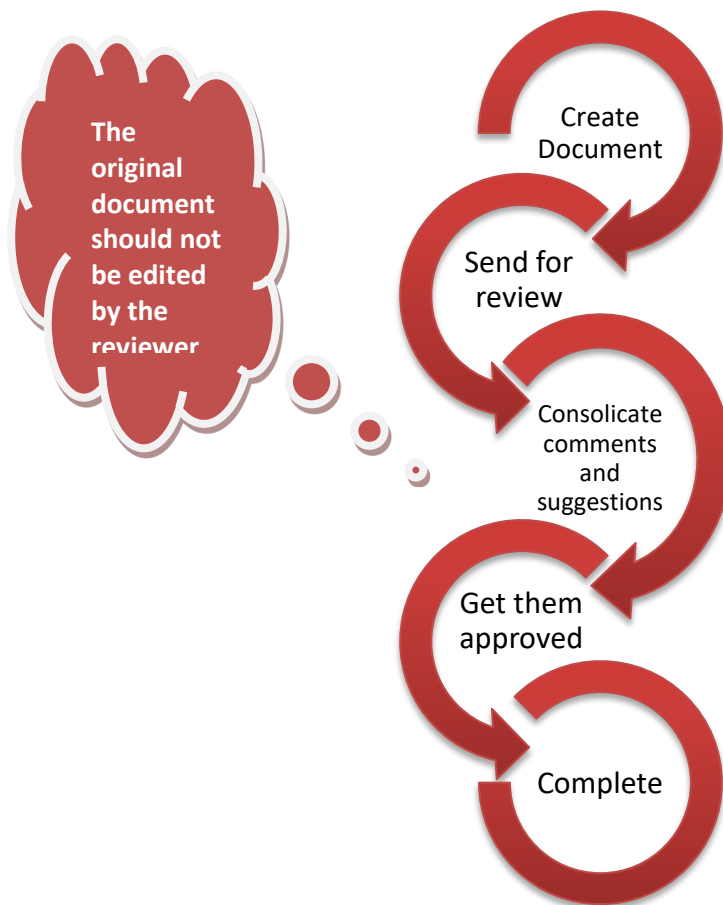 The
original
document
should not
be edited
by the
reviewer
Create
Document
Send for
review
Consolicate
comments
and
suggestions
Get them
approved
Complete